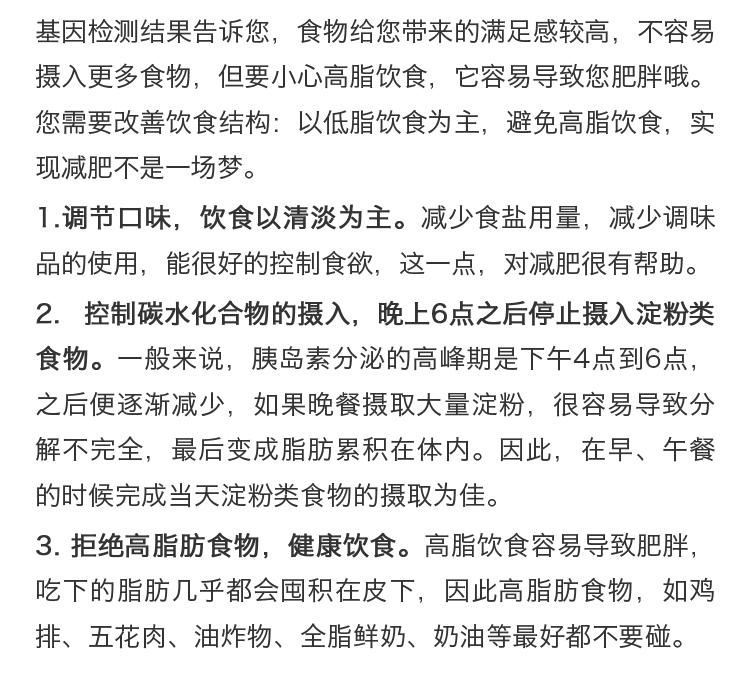 基因检测结果告诉您，食物给您带来的满足感较高，不容易
摄入更多食物，但要小心高脂饮食，它容易导致您肥胖哦。
您需要改善饮食结构：以低脂饮食为主，避免高脂饮食，实
现减肥不是一场梦。
1.调节口味，饮食以清淡为主。减少食盐用量，减少调味
品的使用，能很好的控制食欲，这一点，对减肥很有帮助。
2. 控制碳水化合物的摄入，晚上6点之后停止摄入淀粉类
食物。一般来说，胰岛素分泌的高峰期是下午4点到6点，
之后便逐渐减少，如果晚餐摄取大量淀粉，很容易导致分
解不完全，最后变成脂肪累积在体内。因此，在早、午餐
的时候完成当天淀粉类食物的摄取为佳。
3. 拒绝高脂肪食物，健康饮食。高脂饮食容易导致肥胖，
吃下的脂肪几乎都会囤积在皮下，因此高脂肪食物，如鸡
排、五花肉、油炸物、全脂鲜奶、奶油等最好都不要碰。